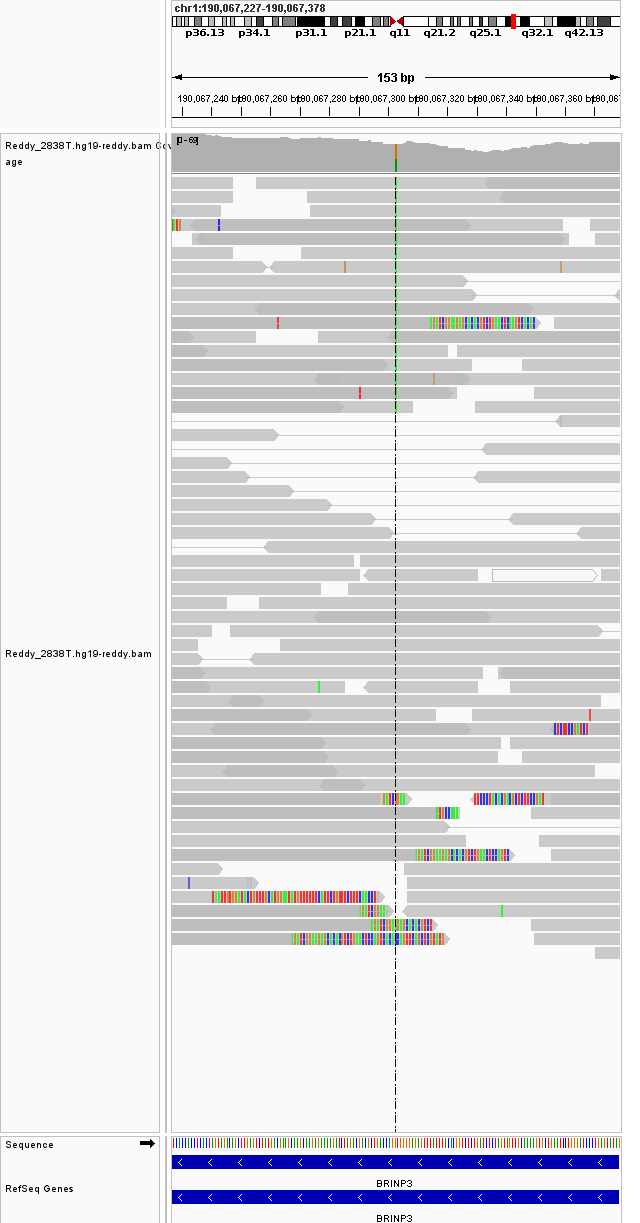 chr1:190,067,227-190,067,378
p36.13 p34.1 p31.1 p21.1 q11 q21.2 q25.1 q32.1 q42.13
153 bp
190,067,240 bp 190,067,260 bp 190,067,280 bp 190,067,300 bp 190,067,320 bp 190,067,340 bp 190,067,360 bp
Reddy_2838T.hg19-reddy.bam
age
[0-69]
Reddy_2838T.hg19-reddy.bam
Sequence
BRINP3
RefSeq Genes
BRINP3